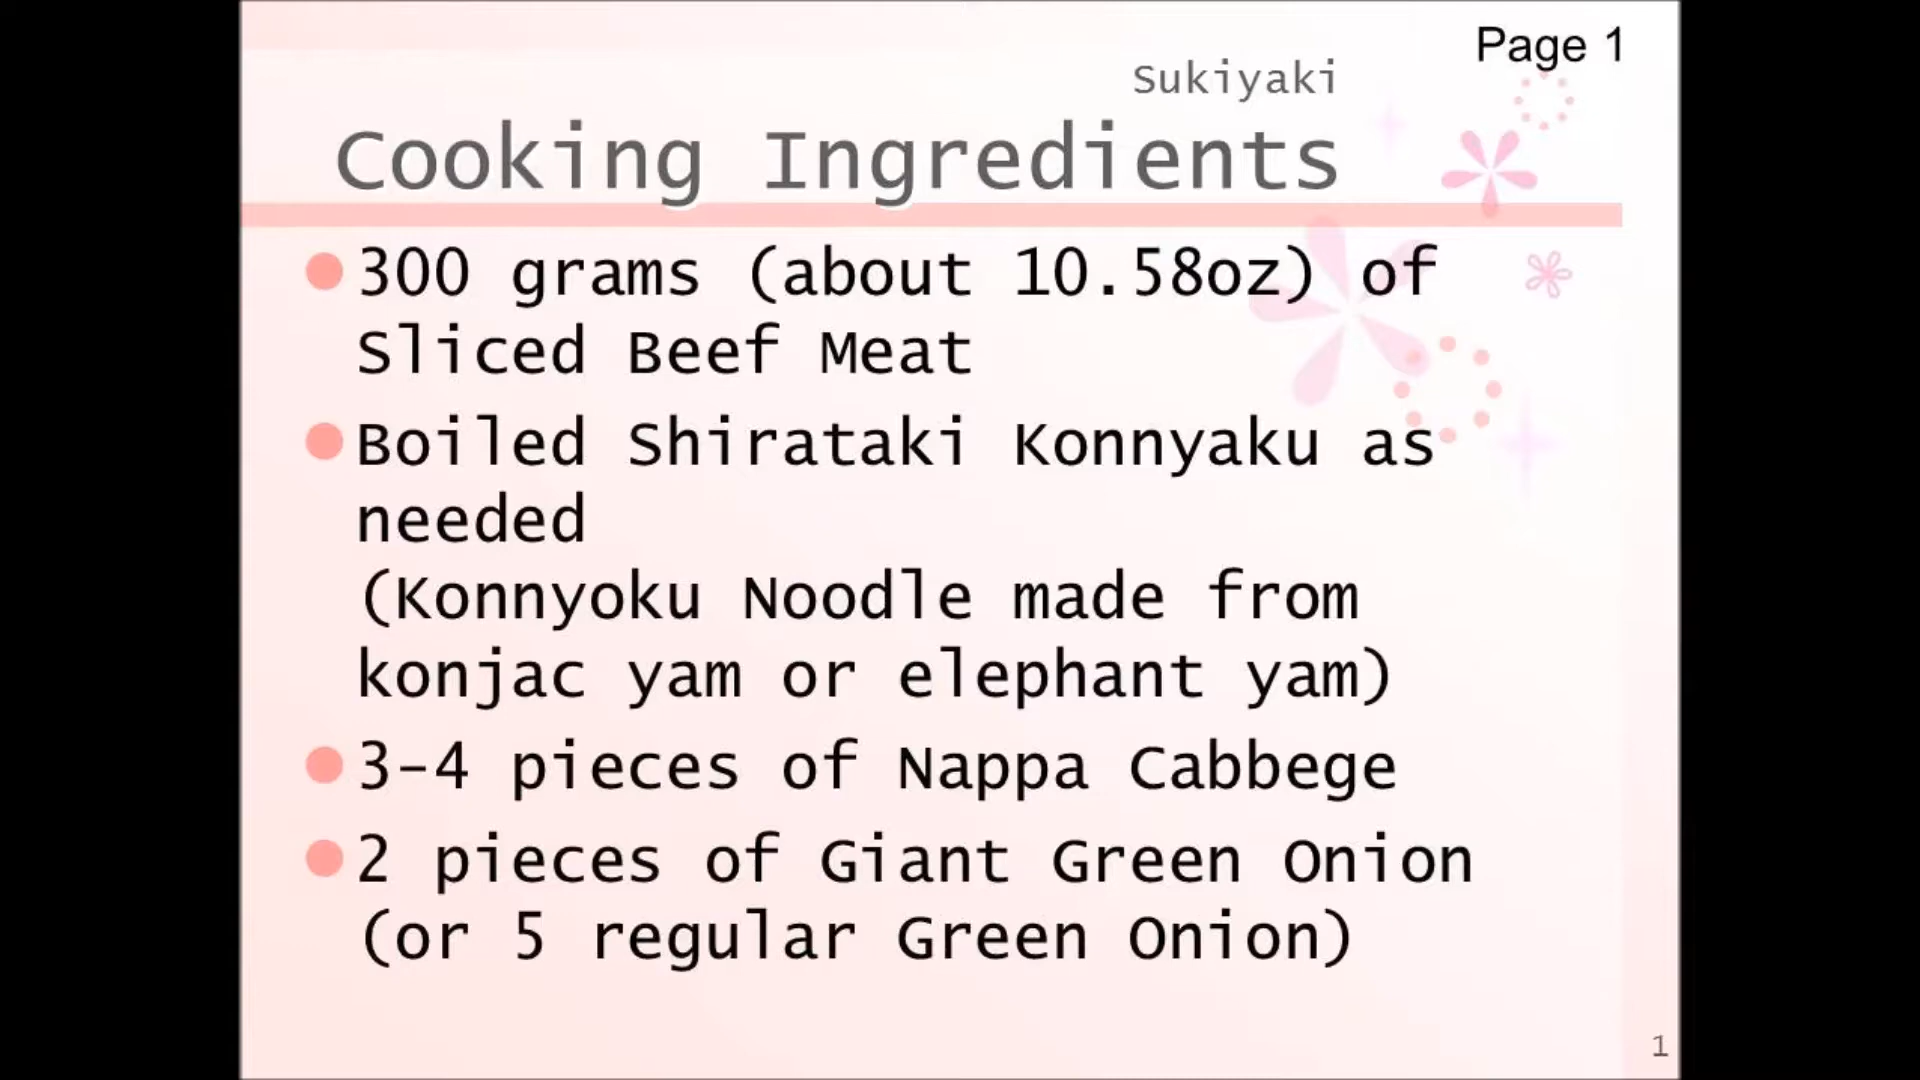 Page 1
Sukiyaki
Cooking Ingredients
300 grams (about 10.58oz) of
Sliced Beef Meat
Boiled Shirataki Konnyaku as
needed
(Konnyoku Noodle made from
konjac yam or elephant yam)
3-4 pieces of Nappa Cabbege
2 pieces of Giant Green Onion
(or 5 regular Green Onion)
1